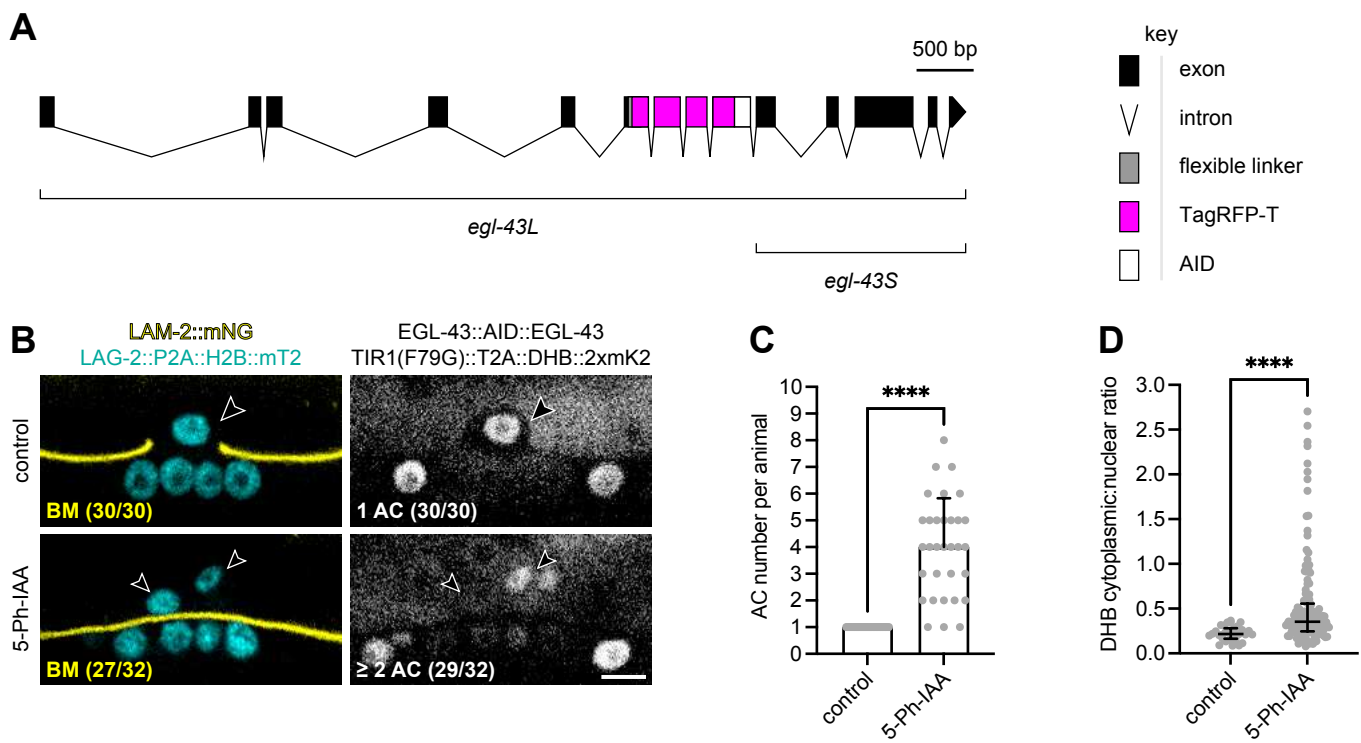 A
500 bp
key
exon
intron
flexible linker
TagRFP-T
AID
egl-43L
egl-43S
B
LAM-2::mNG
LAG-2::P2A::H2B::mT2
EGL-43::AID::EGL-43
TIR1(F79G)::T2A::DHB::2xmK2
control
BM (30/30)
1 AC (30/30)
5-Ph-IAA
BM (27/32)
≥ 2 AC (29/32)
C
AC number per animal
10
9
8
7
6
5
4
3
2
1
0
****
control
5-Ph-IAA
D
DHB cytoplasmic:nuclear ratio
3.0
2.5
2.0
1.5
1.0
0.5
0.0
****
control
5-Ph-IAA